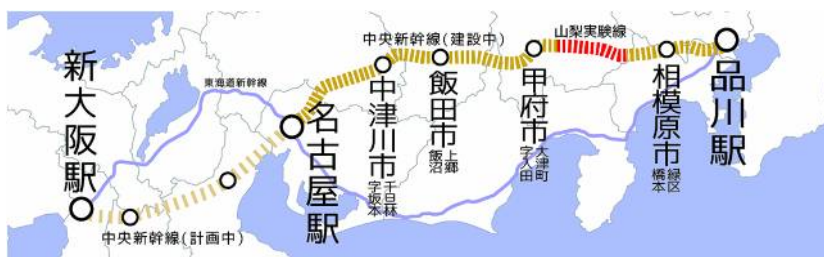 山梨実験線
中央新幹線(建設中)
東海道新幹線
品川駅
相模原市
緑区
橋本
甲府市
大津町
字人田
飯田市
上郷
飯沼
中津川市
千旦林
字坂本
名古屋駅
新大阪駅
中央新幹線(計画中)